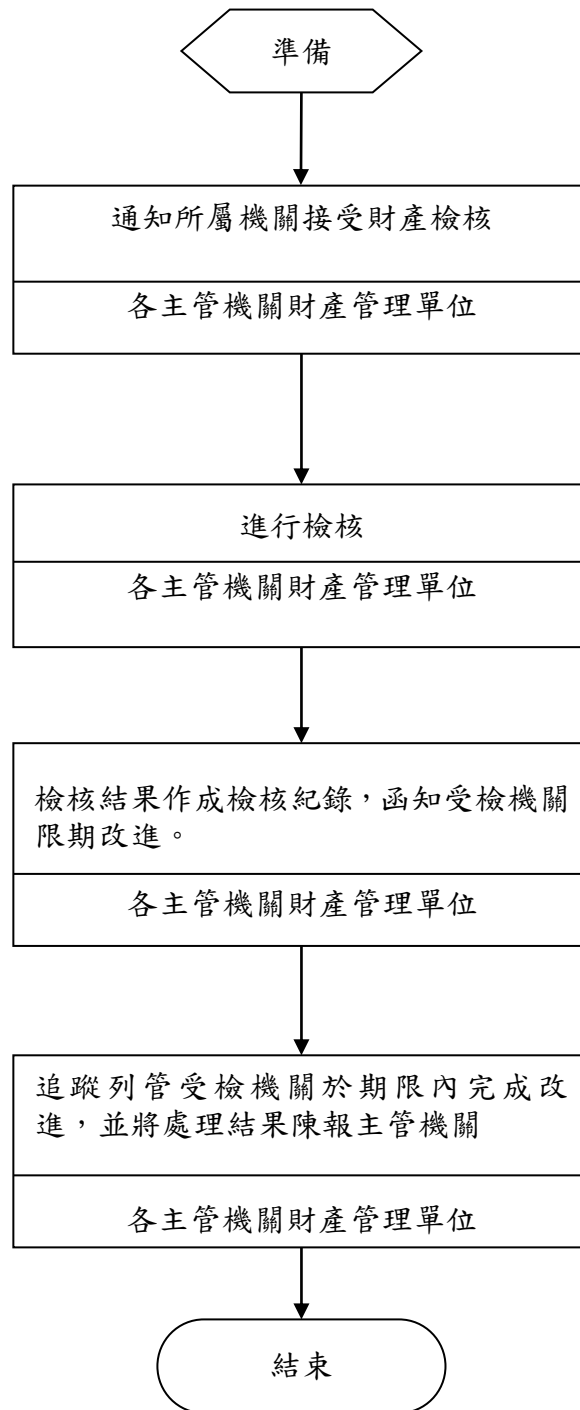 準備
通知所屬機關接受財產檢核
各主管機關財產管理單位
進行檢核
各主管機關財產管理單位
檢核結果作成檢核紀錄，函知受檢機關
限期改進。
各主管機關財產管理單位
追蹤列管受檢機關於期限內完成改
進，並將處理結果陳報主管機關
各主管機關財產管理單位
結束